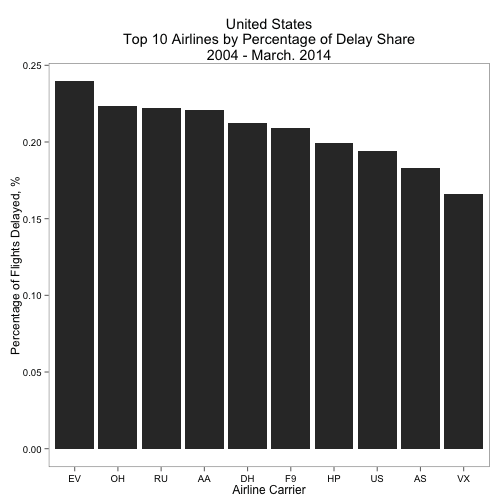 United States
Top 10 Airlines by Percentage of Delay Share
2004 - March. 2014
Percentage of Flights Delayed, %
0.25
0.20
0.15
0.10
0.05
0.00
EV OH RU AA DH F9 HP US AS VX
Airline Carrier